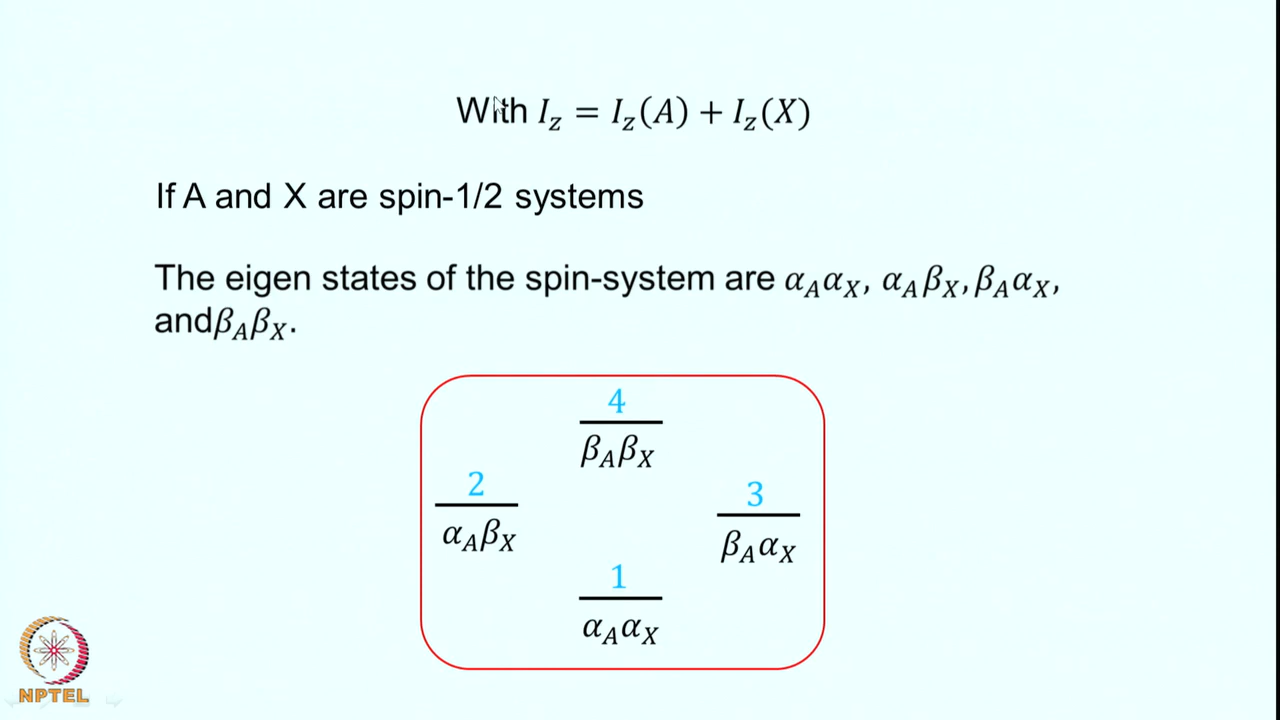 With I_z = I_z(A) + I_z(X)
If A and X are spin-1/2 systems
The eigen states of the spin-system are α_Aα_X, α_Aβ_X, β_Aα_X,
andβ_Aβ_X.
4
β_Aβ_X
2
α_Aβ_X
3
β_Aα_X
1
α_Aα_X
NPTEL